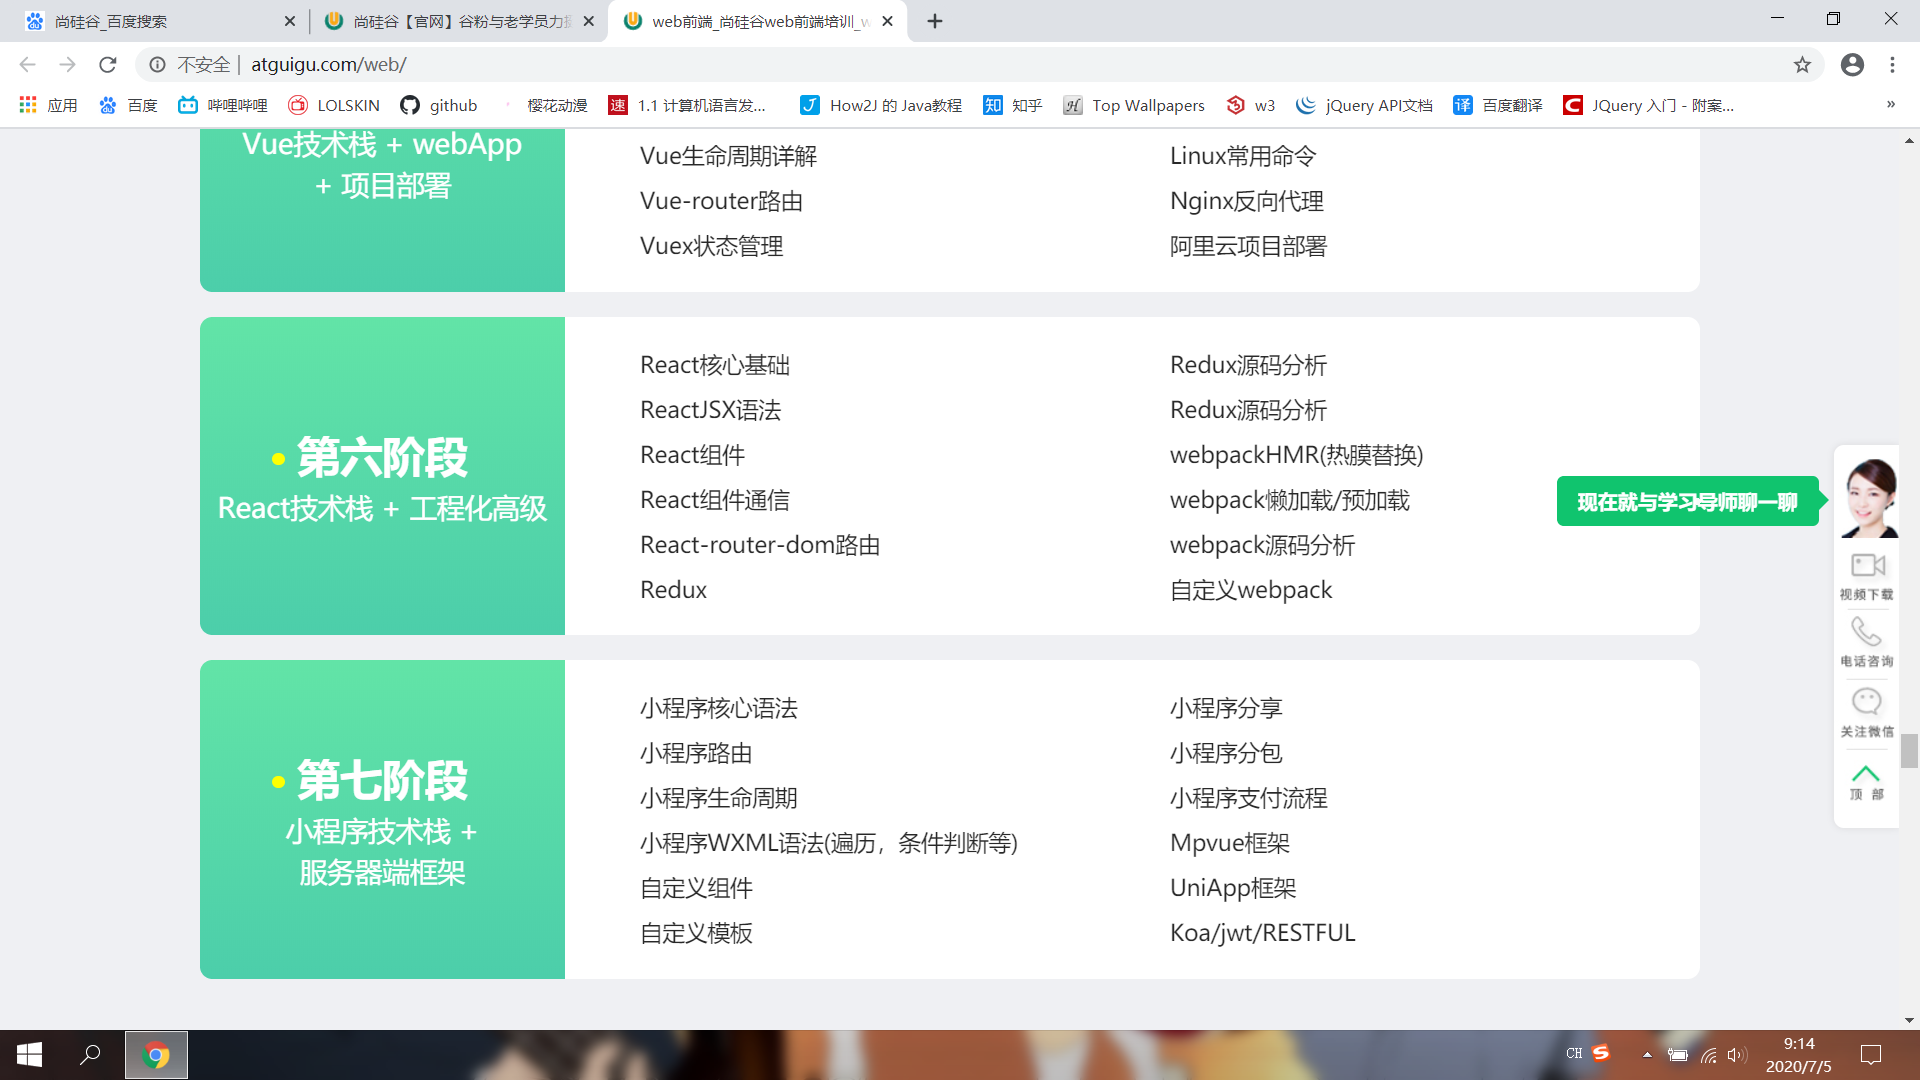 尚硅谷_百度搜索
尚硅谷【官网】谷粉与老学员力
web前端_尚硅谷web前端培训_
不安全 | atguigu.com/web/
应用 百度 哔哩哔哩 LOLSKIN github 樱花动漫 1.1 计算机语言发... How2J 的 Java教程 知乎 Top Wallpapers w3 jQuery API文档 百度翻译 JQuery 入门 - 附案... »
Vue技术栈 + webApp
+ 项目部署
Vue生命周期详解
Vue-router路由
Vuex状态管理
Linux常用命令
Nginx反向代理
阿里云项目部署
第六阶段
React技术栈 + 工程化高级
React核心基础
ReactJSX语法
React组件
React组件通信
React-router-dom路由
Redux
Redux源码分析
Redux源码分析
webpackHMR(热膜替换)
webpack懒加载/预加载
webpack源码分析
自定义webpack
第七阶段
小程序技术栈 +
服务器端框架
小程序核心语法
小程序路由
小程序生命周期
小程序WXML语法(遍历，条件判断等)
自定义组件
自定义模板
小程序分享
小程序分包
小程序支付流程
Mpvue框架
UniApp框架
Koa/jwt/RESTFUL
现在就与学习导师聊一聊
视频下载
电话咨询
关注微信
顶 部
CH
9:14
2020/7/5